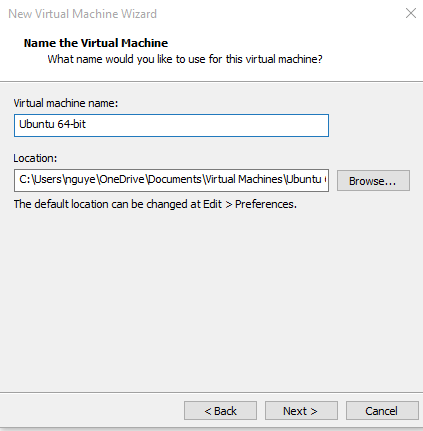 New Virtual Machine Wizard
Name the Virtual Machine
What name would you like to use for this virtual machine?
Virtual machine name:
Ubuntu 64-bit
Location:
C:\Users\nguye\OneDrive\Documents\Virtual Machines\Ubuntu
Browse...
The default location can be changed at Edit > Preferences.
< Back
Next >
Cancel